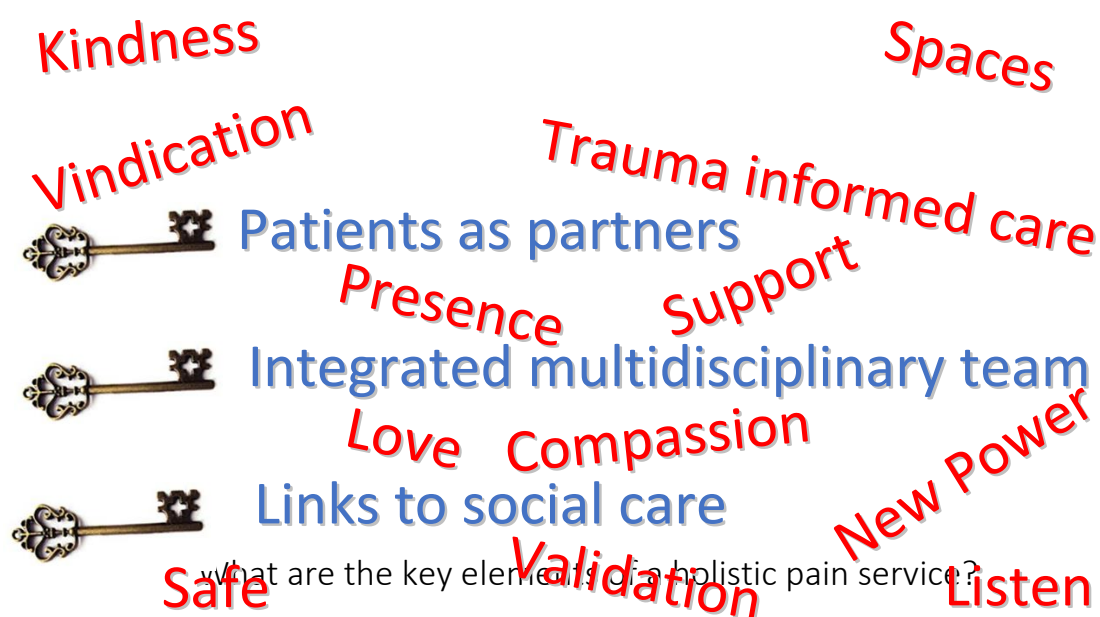 Kindness
Spaces
Vindication
Trauma informed care
Patients as partners
Presence
Support
Integrated multidisciplinary team
Love
Compassion
New Power
Links to social care
Validation
What are the key elements of a holistic pain service?
Safe
Listen